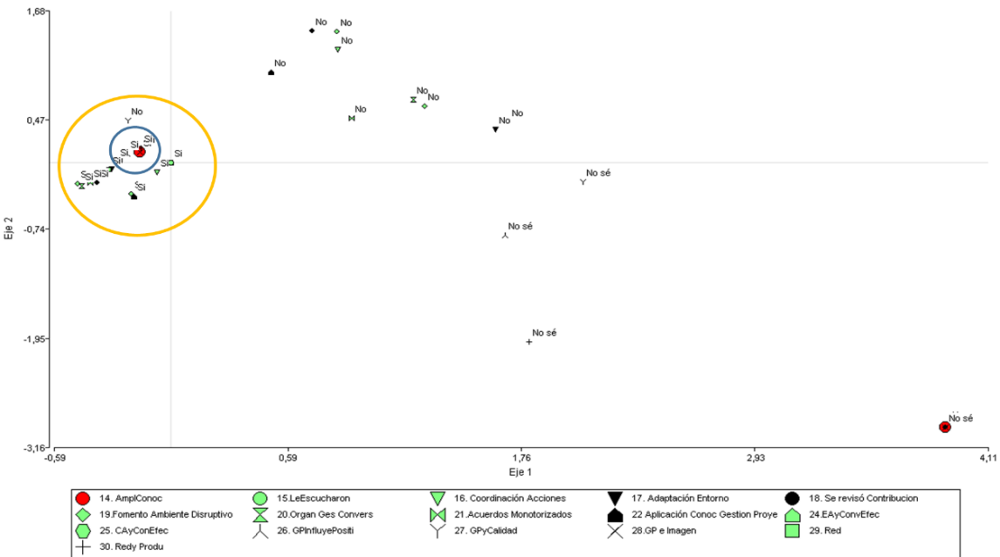 1,68
No
No
No
No
No
No
No
No
No
0,47
No
Si
Si
Si
Si
Si
Si
Si
No sé
-0,74
No sé
Eje 2
-1,95
No sé
No sé
-3,16
-0,59
0,59
1,76
2,93
4,11
Eje 1
14. AmplConoc
15.LeEscucharon
16. Coordinación Acciones
17. Adaptación Entorno
18. Se revisó Contribucion
19.Fomento Ambiente Disruptivo
20.Organ Ges Convers
21.Acuerdos Motorizados
22 Aplicación Conoc Gestion Proye
24.EAyConvEfec
25. CAyConEfec
26. GPInfluyePositi
27. GPyCalidad
28.GP e Imagen
29. Red
30. Redy Produ